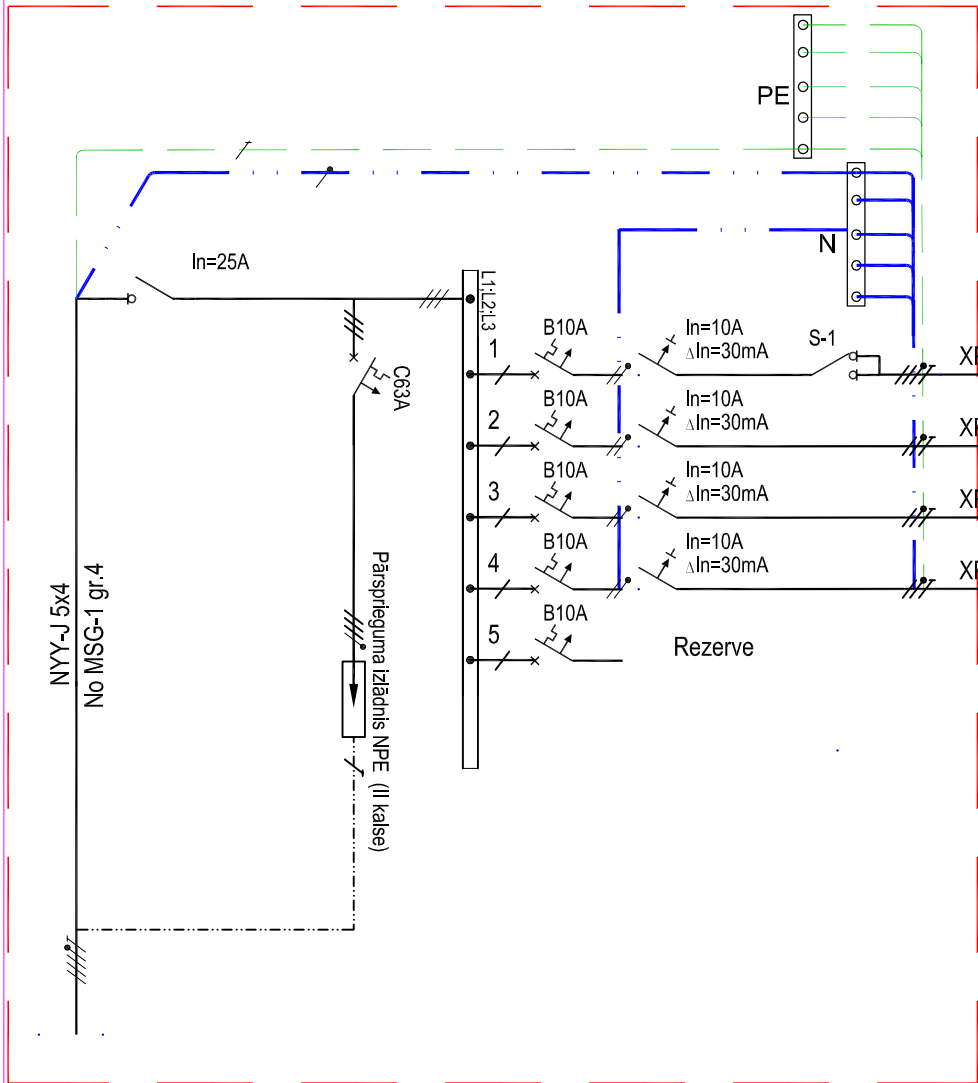 PE
N
In=25A
L1;L2;L3
C63A
1
B10A
In=10A
ΔIn=30mA
S-1
2
B10A
In=10A
ΔIn=30mA
3
B10A
In=10A
ΔIn=30mA
4
B10A
In=10A
ΔIn=30mA
5
B10A
Rezerve
NYY-J 5x4
No MSG-1 gr.4
Pārsprieguma izlādnis NPE (II kalse)